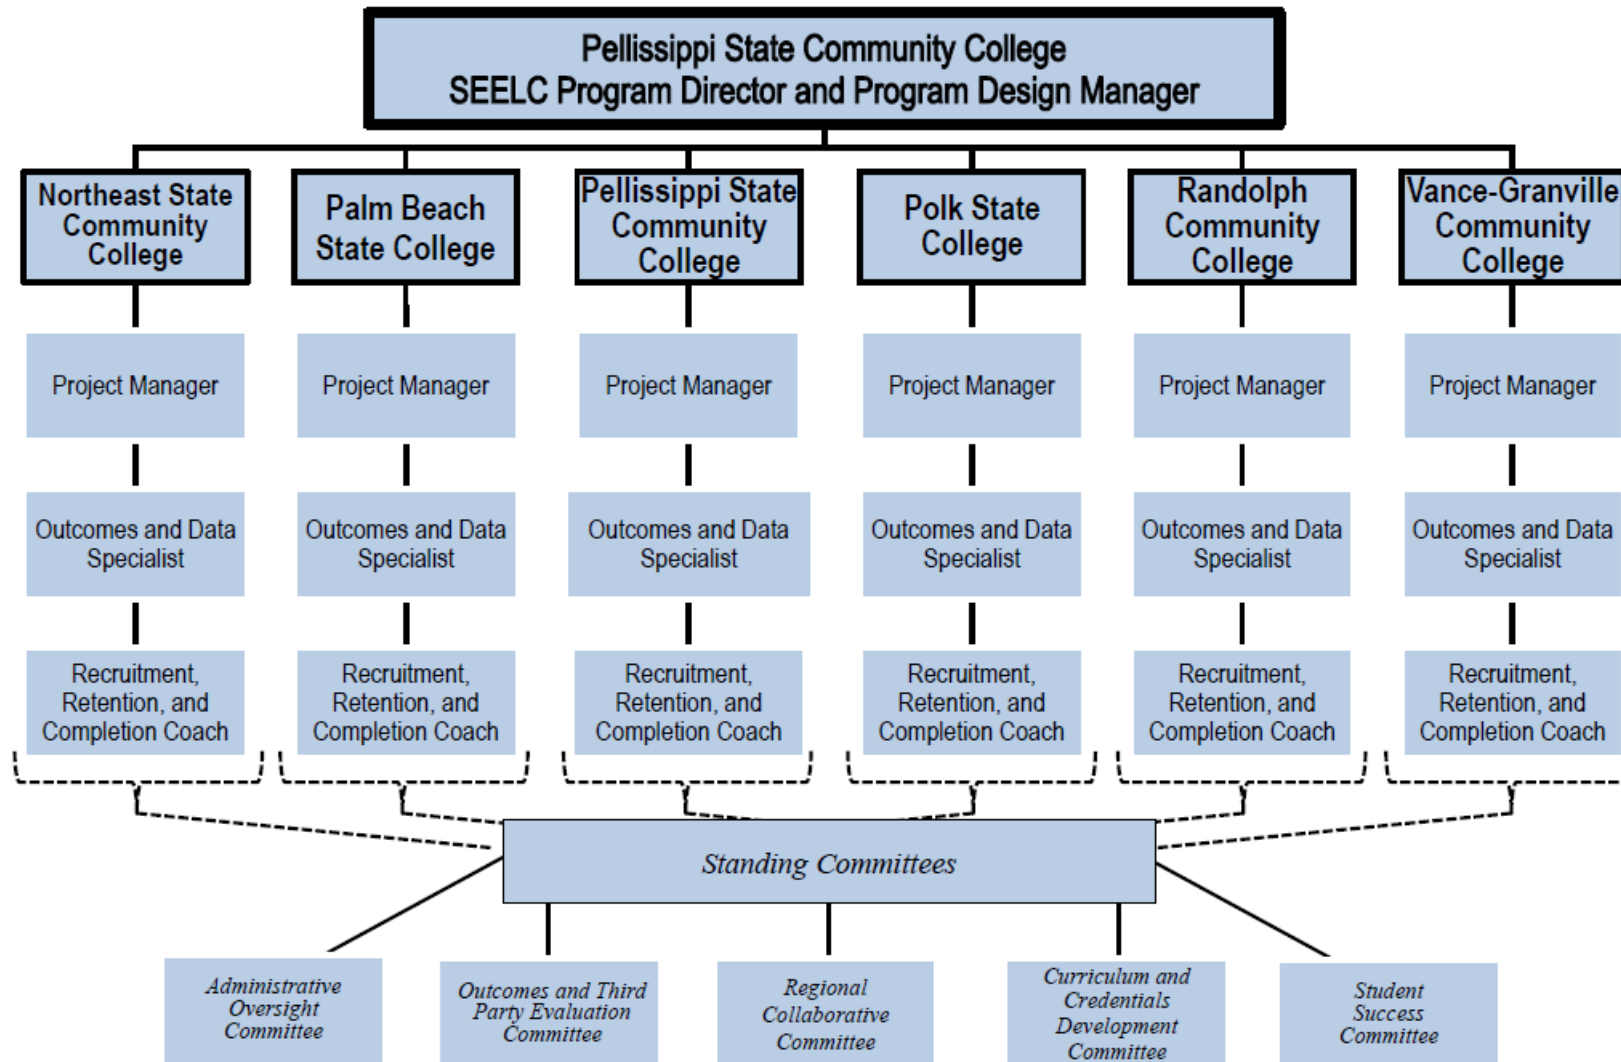 Pellissippi State Community College
SEELC Program Director and Program Design Manager
Northeast State
Community
College
Palm Beach
State College
Pellissippi State
Community
College
Polk State
College
Randolph
Community
College
Vance-Granville
Community
College
Project Manager
Project Manager
Project Manager
Project Manager
Project Manager
Project Manager
Outcomes and Data
Specialist
Outcomes and Data
Specialist
Outcomes and Data
Specialist
Outcomes and Data
Specialist
Outcomes and Data
Specialist
Outcomes and Data
Specialist
Recruitment,
Retention, and
Completion Coach
Recruitment,
Retention, and
Completion Coach
Recruitment,
Retention, and
Completion Coach
Recruitment,
Retention, and
Completion Coach
Recruitment,
Retention, and
Completion Coach
Recruitment,
Retention, and
Completion Coach
Standing Committees
Administrative
Oversight
Committee
Outcomes and Third
Party Evaluation
Committee
Regional
Collaborative
Committee
Curriculum and
Credentials
Development
Committee
Student
Success
Committee